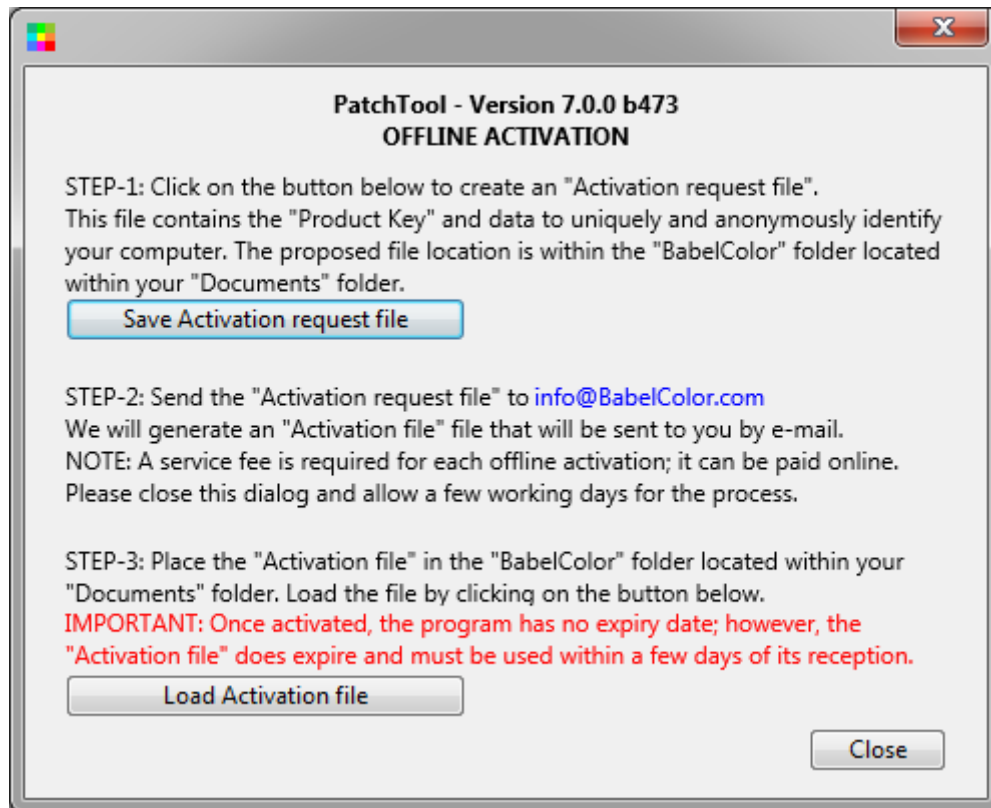 PatchTool - Version 7.0.0 b473
OFFLINE ACTIVATION
STEP-1: Click on the button below to create an "Activation request file".
This file contains the "Product Key" and data to uniquely and anonymously identify
your computer. The proposed file location is within the "BabelColor" folder located
within your "Documents" folder.
Save Activation request file
STEP-2: Send the "Activation request file" to info@BabelColor.com
We will generate an "Activation file" file that will be sent to you by e-mail.
NOTE: A service fee is required for each offline activation; it can be paid online.
Please close this dialog and allow a few working days for the process.
STEP-3: Place the "Activation file" in the "BabelColor" folder located within your
"Documents" folder. Load the file by clicking on the button below.
IMPORTANT: Once activated, the program has no expiry date; however, the
"Activation file" does expire and must be used within a few days of its reception.
Load Activation file
Close